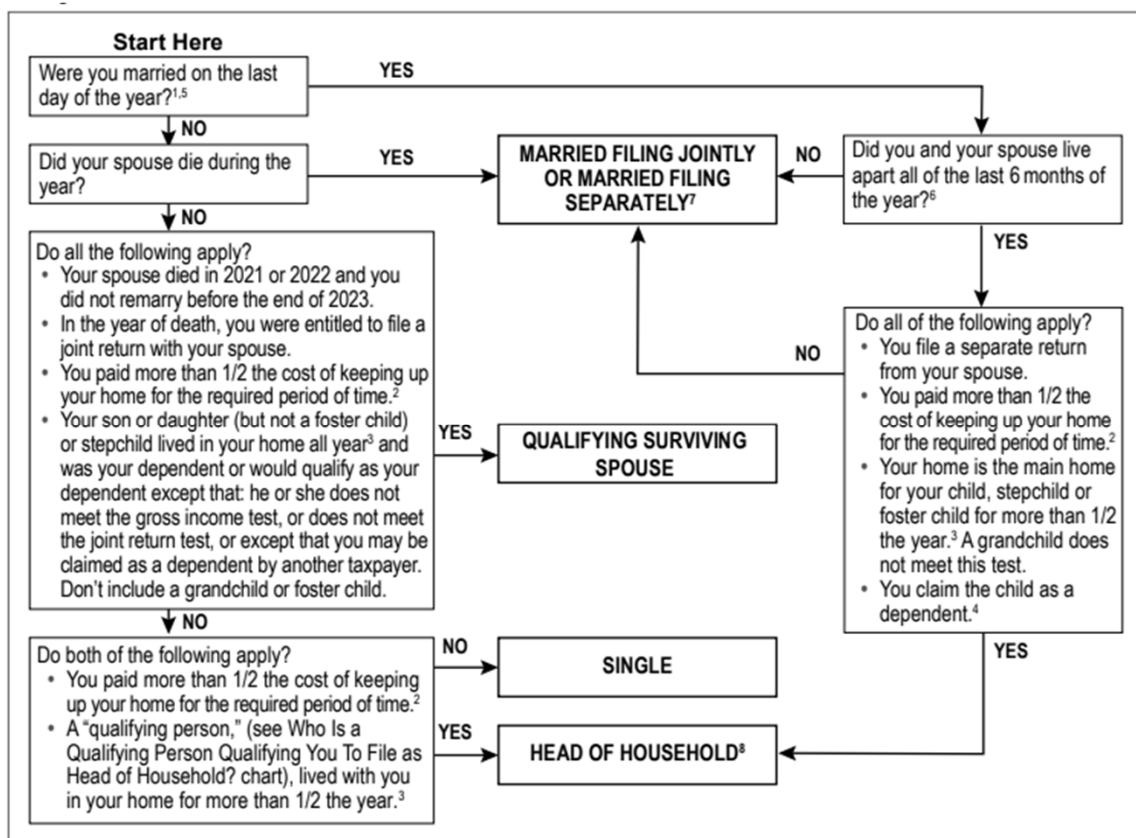 Start Here
Were you married on the last
day of the year?1,5
YES
NO
Did your spouse die during the
year?
YES
MARRIED FILING JOINTLY
OR MARRIED FILING
SEPARATELY7
NO
Did you and your spouse live
apart all of the last 6 months of
the year?6
NO
YES
Do all the following apply?
• Your spouse died in 2021 or 2022 and you
did not remarry before the end of 2023.
• In the year of death, you were entitled to file a
joint return with your spouse.
• You paid more than 1/2 the cost of keeping up
your home for the required period of time.2
• Your son or daughter (but not a foster child)
or stepchild lived in your home all year3 and
was your dependent or would qualify as your
dependent except that: he or she does not
meet the gross income test, or does not meet
the joint return test, or except that you may be
claimed as a dependent by another taxpayer.
Don’t include a grandchild or foster child.
YES
QUALIFYING SURVIVING
SPOUSE
NO
Do all of the following apply?
• You file a separate return
from your spouse.
• You paid more than 1/2 the
cost of keeping up your home
for the required period of time.2
• Your home is the main home
for your child, stepchild or
foster child for more than 1/2
the year.3 A grandchild does
not meet this test.
• You claim the child as a
dependent.4
NO
YES
Do both of the following apply?
• You paid more than 1/2 the cost of keeping
up your home for the required period of time.2
• A “qualifying person,” (see Who Is a
Qualifying Person Qualifying You To File as
Head of Household? chart), lived with you
in your home for more than 1/2 the year.3
NO
SINGLE
YES
HEAD OF HOUSEHOLD8